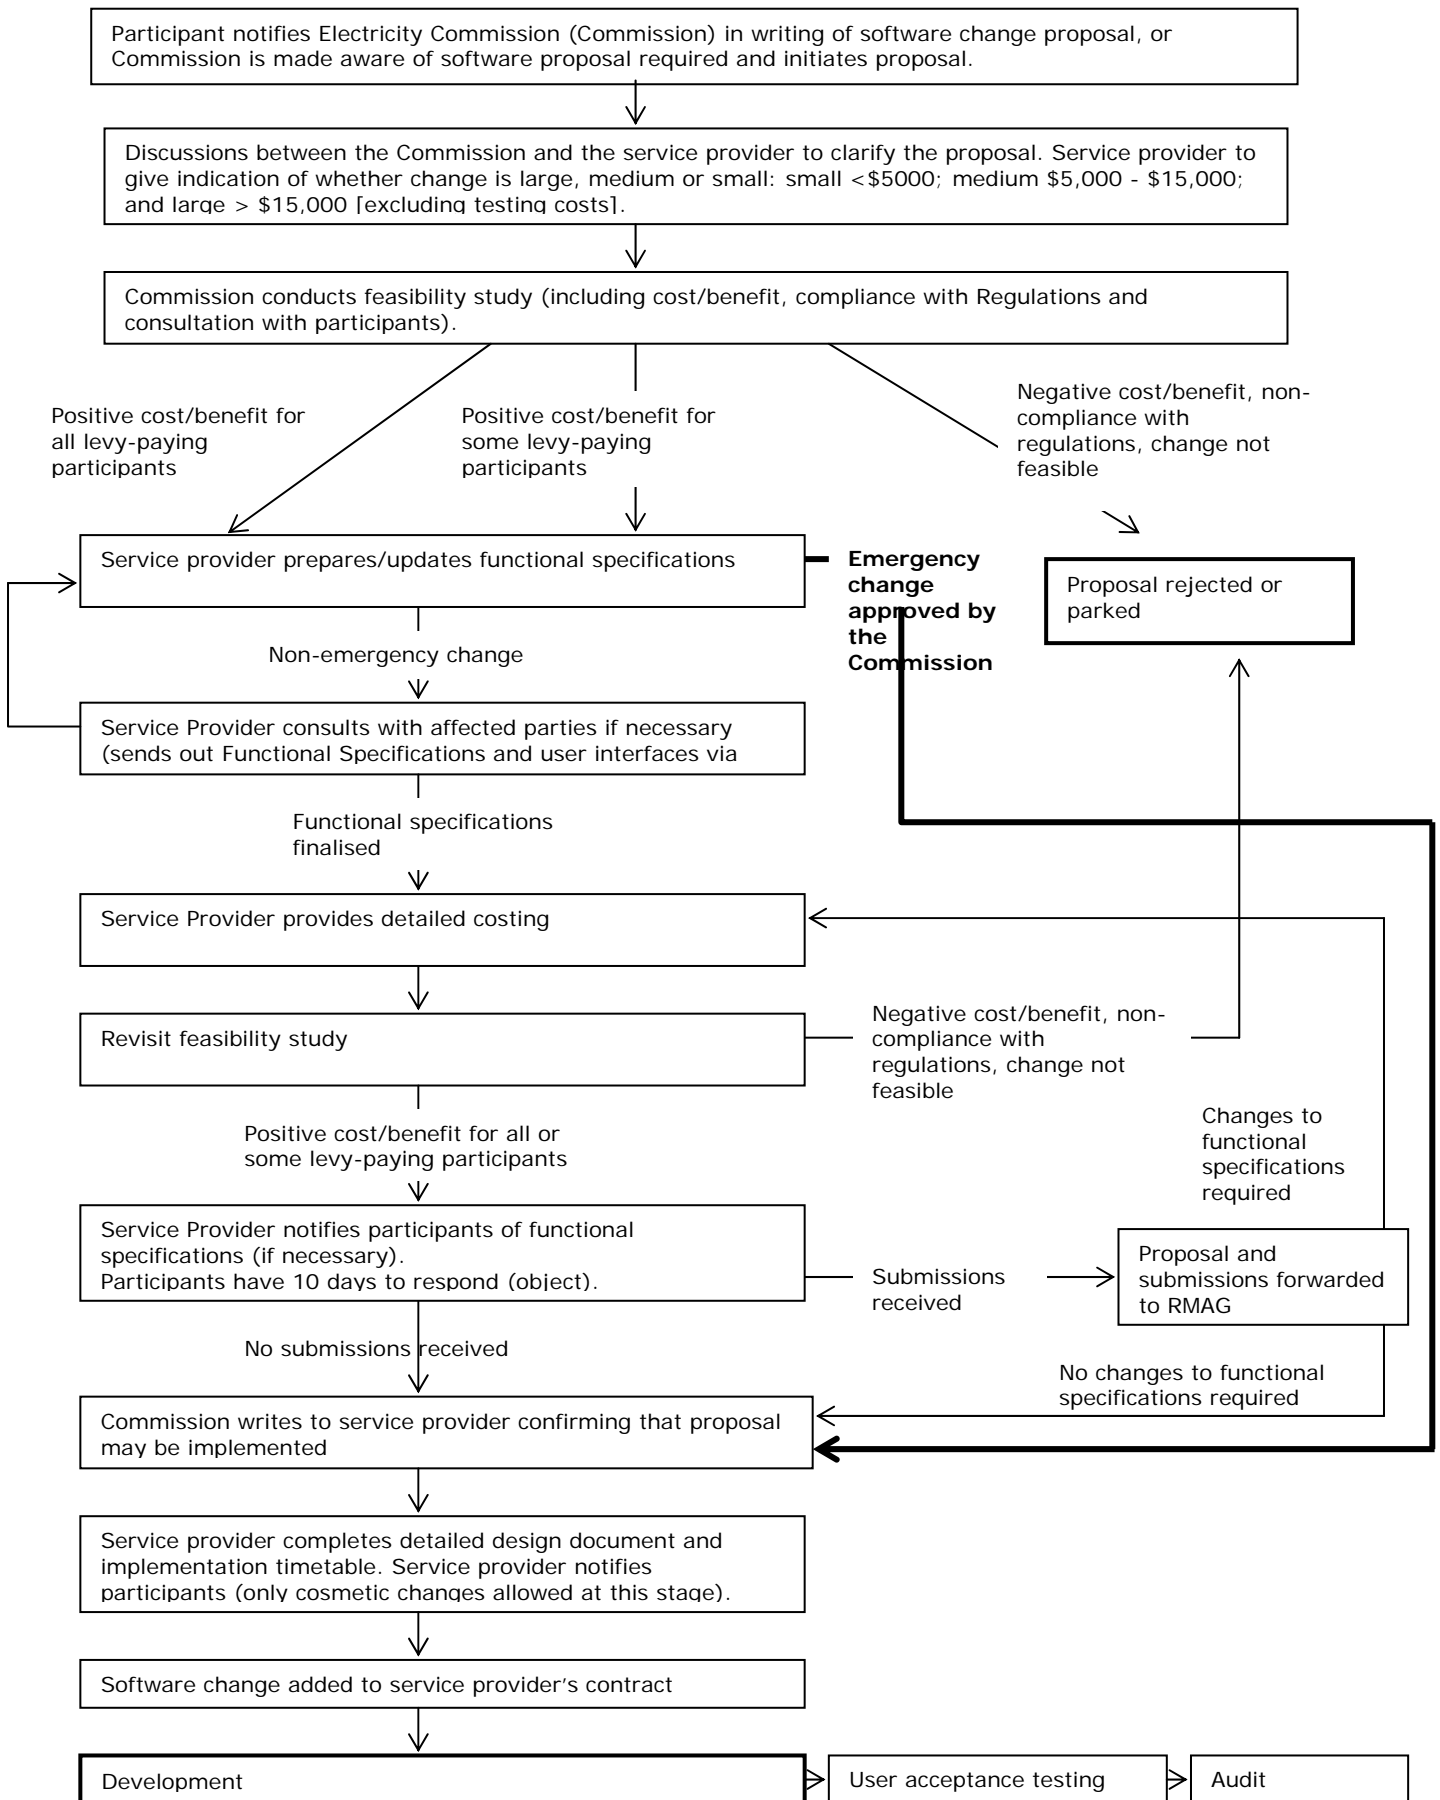 Participant notifies Electricity Commission (Commission) in writing of software change proposal, or
Commission is made aware of software proposal required and initiates proposal.
Discussions between the Commission and the service provider to clarify the proposal. Service provider to
give indication of whether change is large, medium or small: small <$5000; medium $5,000 - $15,000;
and large > $15,000 [excluding testing costs].
Commission conducts feasibility study (including cost/benefit, compliance with Regulations and
consultation with participants).
Positive cost/benefit for
all levy-paying
participants
Positive cost/benefit for
some levy-paying
participants
Negative cost/benefit, non-
compliance with
regulations, change not
feasible
Service provider prepares/updates functional specifications
Emergency
change
approved by
the
Commission
Proposal rejected or
parked
Non-emergency change
Service Provider consults with affected parties if necessary
(sends out Functional Specifications and user interfaces via
Functional specifications
finalised
Service Provider provides detailed costing
Revisit feasibility study
Negative cost/benefit, non-
compliance with
regulations, change not
feasible
Positive cost/benefit for all or
some levy-paying participants
Changes to
functional
specifications
required
Service Provider notifies participants of functional
specifications (if necessary).
Participants have 10 days to respond (object).
Submissions
received
Proposal and
submissions forwarded
to RMAG
No submissions received
No changes to functional
specifications required
Commission writes to service provider confirming that proposal
may be implemented
Service provider completes detailed design document and
implementation timetable. Service provider notifies
participants (only cosmetic changes allowed at this stage).
Software change added to service provider's contract
Development
User acceptance testing
Audit